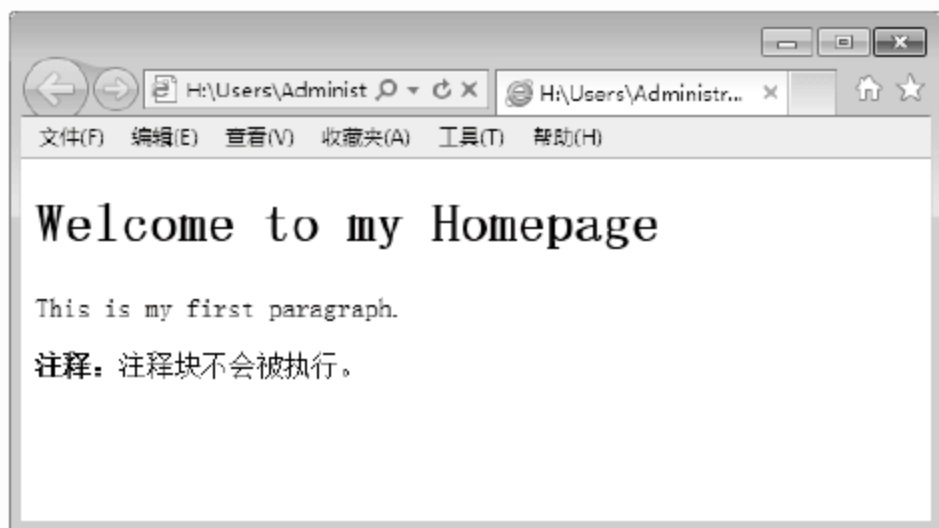 H:\Users\Administ
H:\Users\Administr...
文件(F) 编辑(E) 查看(V) 收藏夹(A) 工具(T) 帮助(H)
Welcome to my Homepage
This is my first paragraph.
注释：注释块不会被执行。